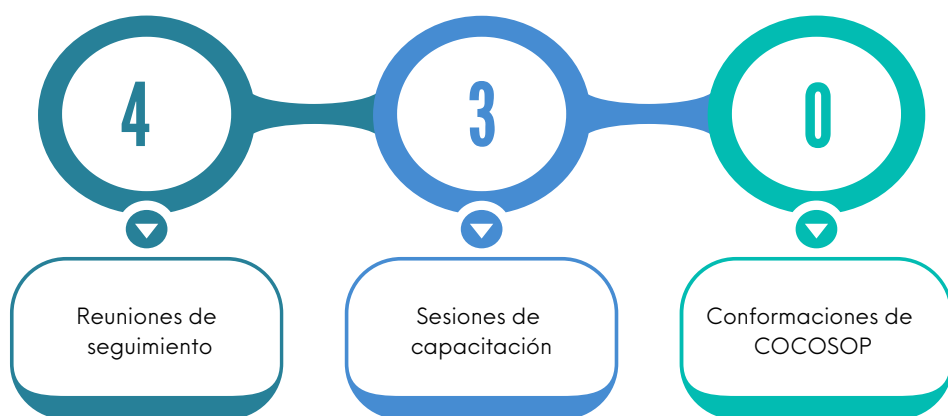 4
3
0
Reuniones de
seguimiento
Sesiones de
capacitación
Conformaciones de
COCOSOP